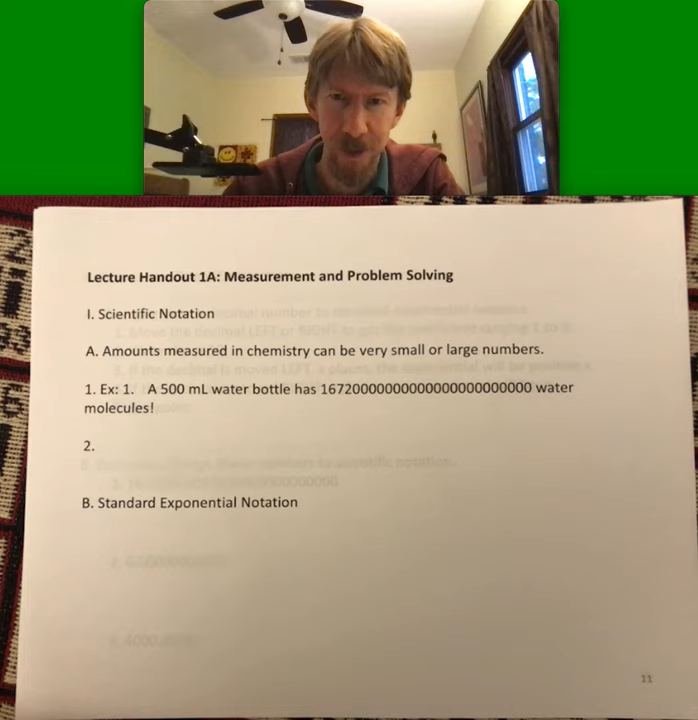 Lecture Handout 1A: Measurement and Problem Solving
I. Scientific Notation
A. Amounts measured in chemistry can be very small or large numbers.
1. Ex: 1. A 500 mL water bottle has 16720000000000000000000000 water
molecules!
2.
B. Standard Exponential Notation
11